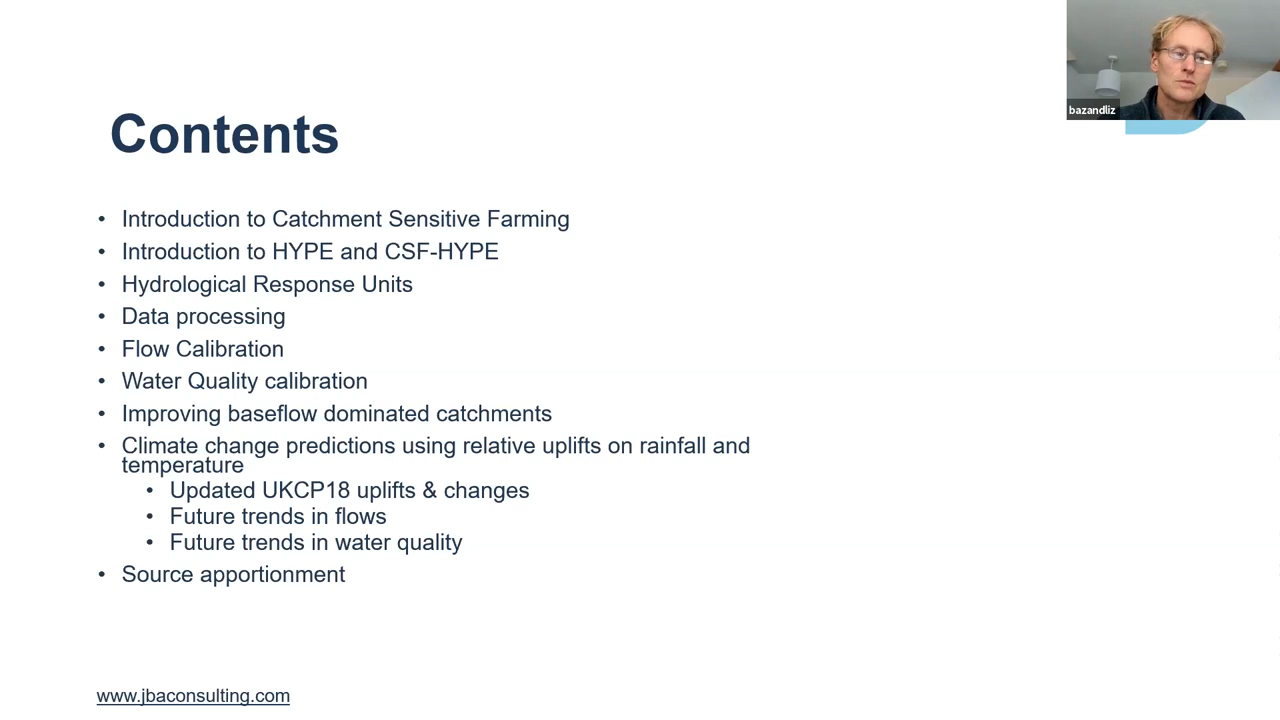 bazandliz
Contents
• Introduction to Catchment Sensitive Farming
• Introduction to HYPE and CSF-HYPE
• Hydrological Response Units
• Data processing
• Flow Calibration
• Water Quality calibration
• Improving baseflow dominated catchments
• Climate change predictions using relative uplifts on rainfall and
temperature
• Updated UKCP18 uplifts & changes
• Future trends in flows
• Future trends in water quality
• Source apportionment
www.jbaconsulting.com